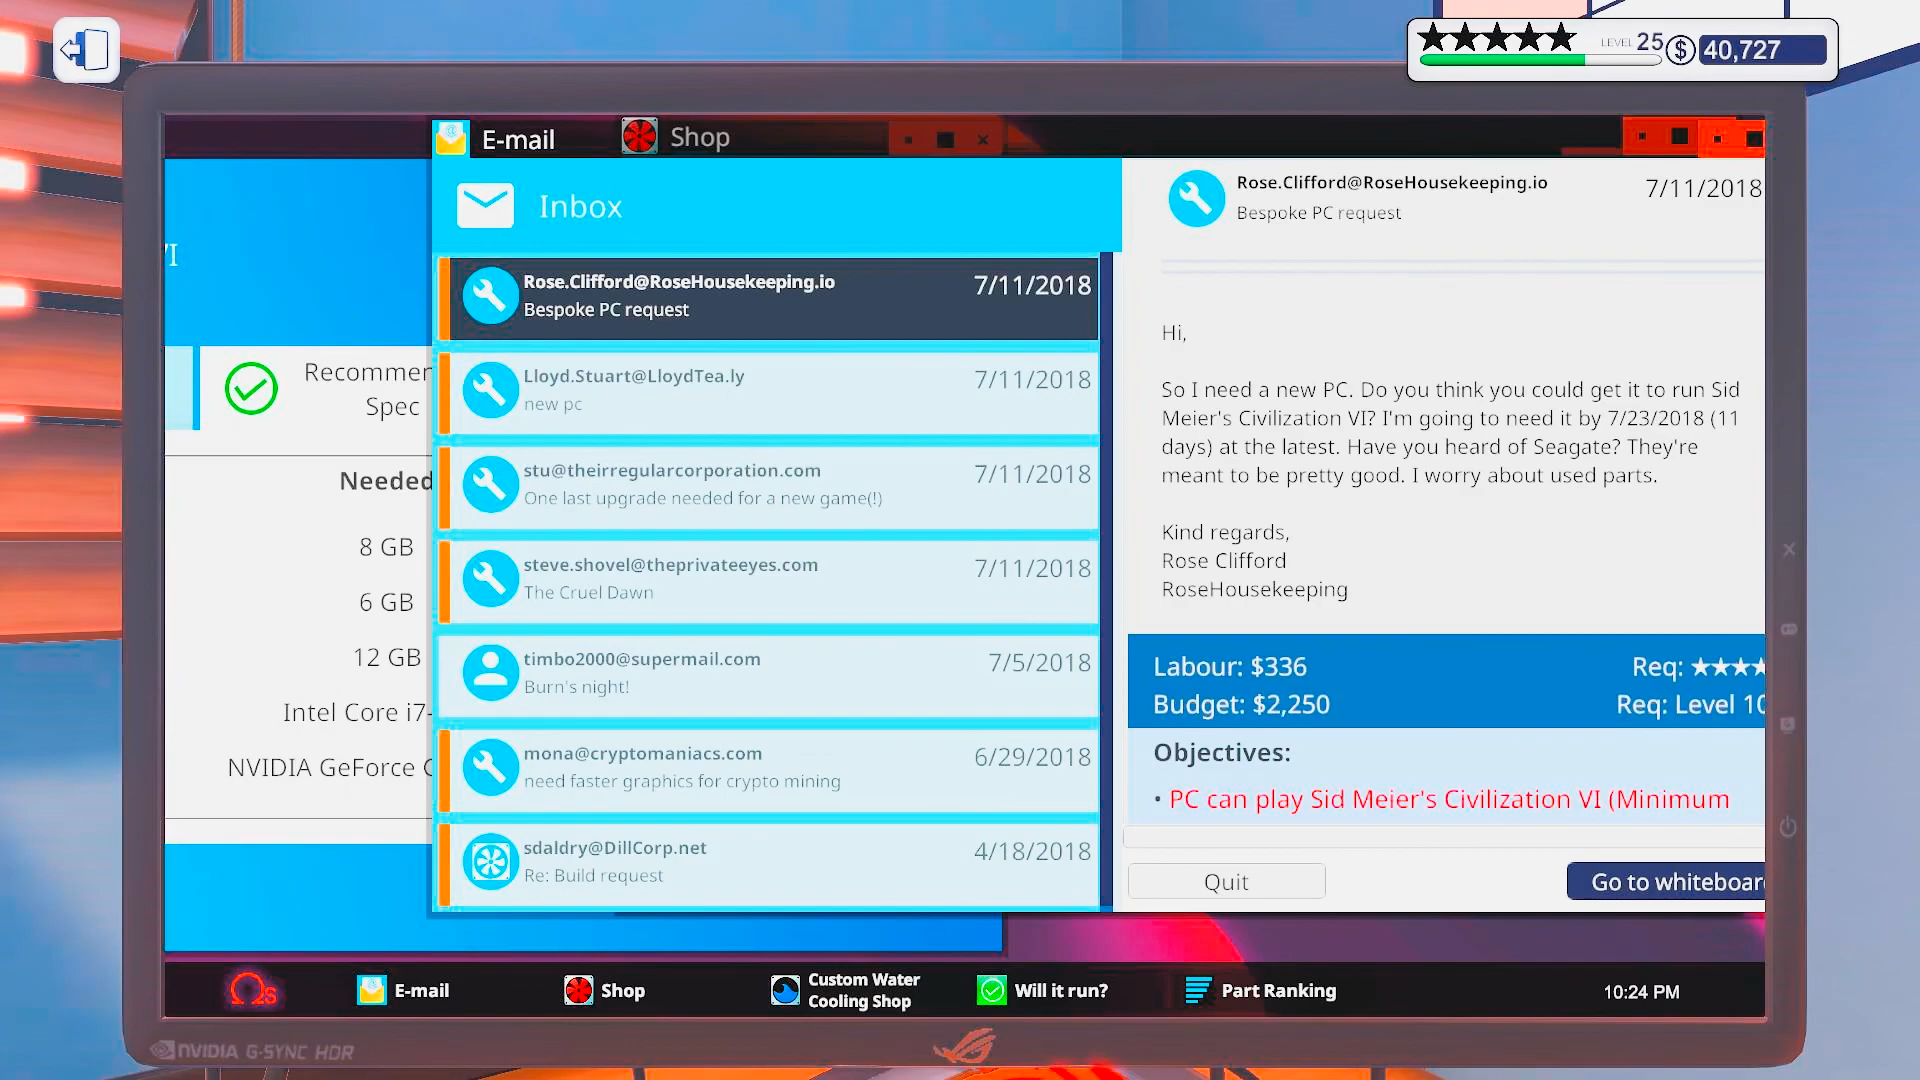 LEVEL 25
$ 40,727
E-mail
Shop
Inbox
Rose.Clifford@RoseHousekeeping.io
7/11/2018
Bespoke PC request
Lloyd.Stuart@LloydTea.ly
7/11/2018
new pc
stu@theirregularcorporation.com
7/11/2018
One last upgrade needed for a new game(!)
steve.shovel@theprivateeyes.com
7/11/2018
The Cruel Dawn
timbo2000@supermail.com
7/5/2018
Burn's night!
mona@cryptomaniacs.com
6/29/2018
need faster graphics for crypto mining
sdaldry@DillCorp.net
4/18/2018
Re: Build request
Rose.Clifford@RoseHousekeeping.io
7/11/2018
Bespoke PC request
Hi,
So I need a new PC. Do you think you could get it to run Sid
Meier's Civilization VI? I'm going to need it by 7/23/2018 (11
days) at the latest. Have you heard of Seagate? They're
meant to be pretty good. I worry about used parts.
Kind regards,
Rose Clifford
RoseHousekeeping
Labour: $336
Req: ★★★★
Budget: $2,250
Req: Level 10
Objectives:
• PC can play Sid Meier's Civilization VI (Minimum
Quit
Go to whiteboar
VI
Recommen
Spec
Needed
8 GB
6 GB
12 GB
Intel Core i7-
NVIDIA GeForce
Ωs
E-mail
Shop
Custom Water
Cooling Shop
Will it run?
Part Ranking
10:24 PM
NVIDIA G-SYNC HDR